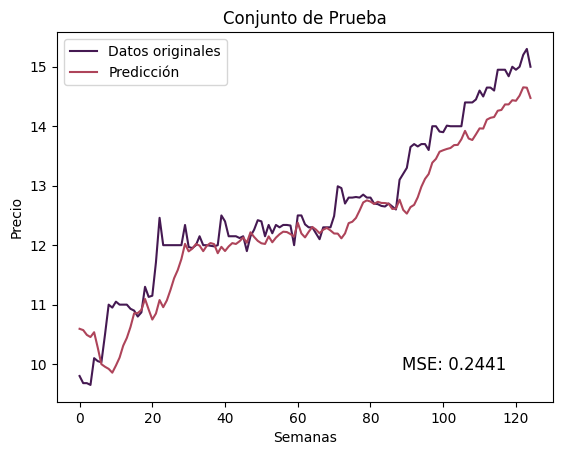 Conjunto de Prueba
Datos originales
Predicción
15
14
13
12
11
10
Precio
MSE: 0.2441
0 20 40 60 80 100 120
Semanas